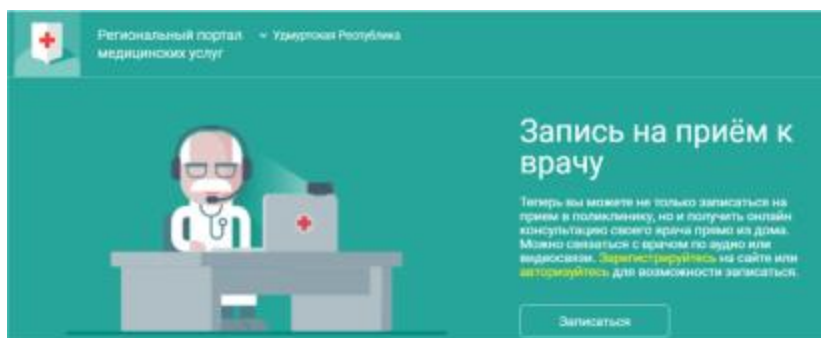 Региональный портал
медицинских услуг
Удмуртская Республика
Запись на приём к
врачу
Теперь вы можете не только записаться на
прием в поликлинику, но и получить онлайн
консультацию своего врача прямо из дома.
Можно связаться с врачом по аудио или
видеосвязи. Зарегистрируйтесь на сайте или
авторизуйтесь для возможности записаться.
Записаться